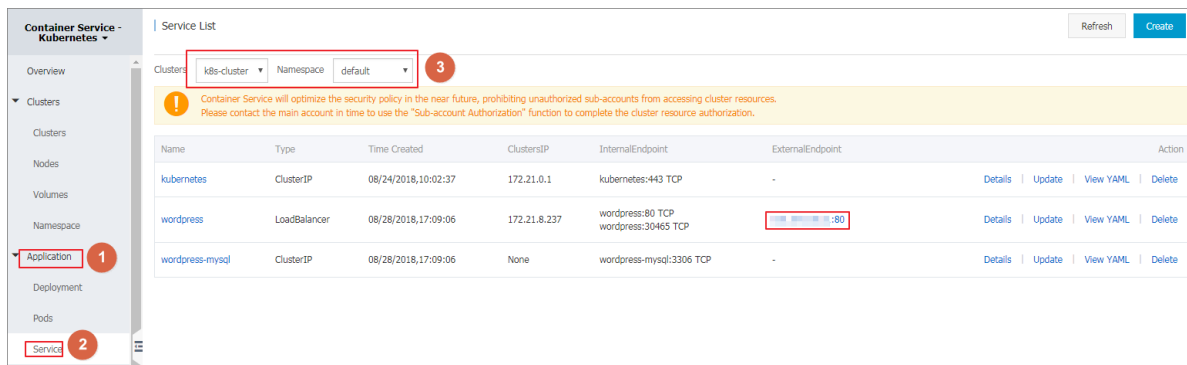 Container Service -
Kubernetes
Overview
Clusters
Clusters
Nodes
Volumes
Namespace
Application
1
Deployment
Pods
Service
2
Service List
Refresh
Create
Clusters k8s-cluster Namespace default
3
Container Service will optimize the security policy in the near future, prohibiting unauthorized sub-accounts from accessing cluster resources.
Please contact the main account in time to use the "Sub-account Authorization" function to complete the cluster resource authorization.
Name Type Time Created ClustersIP InternalEndpoint ExternalEndpoint Action
kubernetes ClusterIP 08/24/2018,10:02:37 172.21.0.1 kubernetes:443 TCP - Details | Update | View YAML | Delete
wordpress LoadBalancer 08/28/2018,17:09:06 172.21.8.237 wordpress:80 TCP
wordpress:30465 TCP :80 Details | Update | View YAML | Delete
wordpress-mysql ClusterIP 08/28/2018,17:09:06 None wordpress-mysql:3306 TCP - Details | Update | View YAML | Delete